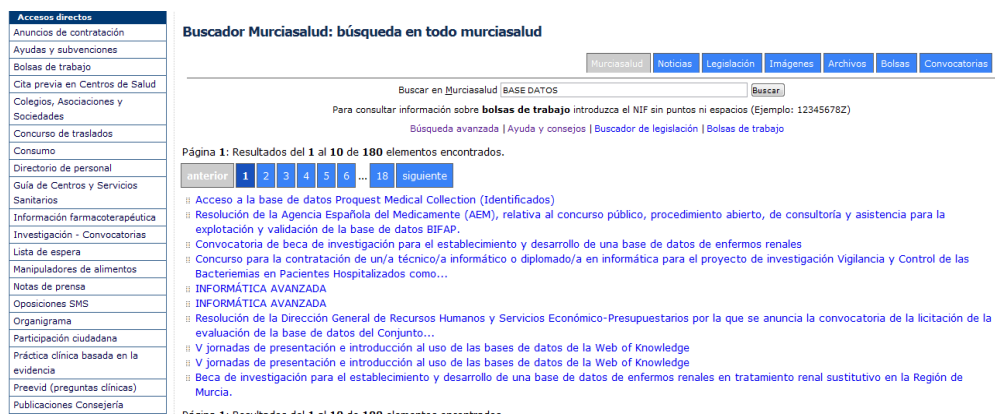 Accesos directos
Anuncios de contratación
Ayudas y subvenciones
Bolsas de trabajo
Cita previa en Centros de Salud
Colegios, Asociaciones y
Sociedades
Concurso de traslados
Consumo
Directorio de personal
Guía de Centros y Servicios
Sanitarios
Información farmacoterapéutica
Investigación - Convocatorias
Lista de espera
Manipuladores de alimentos
Notas de prensa
Oposiciones SMS
Organigrama
Participación ciudadana
Práctica clínica basada en la
evidencia
Preevid (preguntas clínicas)
Publicaciones Consejería
Buscador Murciasalud: búsqueda en todo murciasalud
Murciasalud Noticias Legislación Imágenes Archivos Bolsas Convocatorias
Buscar en Murciasalud BASE DATOS Buscar
Para consultar información sobre bolsas de trabajo introduzca el NIF sin puntos ni espacios (Ejemplo: 12345678Z)
Búsqueda avanzada | Ayuda y consejos | Buscador de legislación | Bolsas de trabajo
Página 1: Resultados del 1 al 10 de 180 elementos encontrados.
anterior 1 2 3 4 5 6 ... 18 siguiente
Acceso a la base de datos Proquest Medical Collection (Identificados)
Resolución de la Agencia Española del Medicamente (AEM), relativa al concurso público, procedimiento abierto, de consultoría y asistencia para la
explotación y validación de la base de datos BIFAP.
Convocatoria de beca de investigación para el establecimiento y desarrollo de una base de datos de enfermos renales
Concurso para la contratación de un/a técnico/a informático o diplomado/a en informática para el proyecto de investigación Vigilancia y Control de las
Bacteriemias en Pacientes Hospitalizados como...
INFORMÁTICA AVANZADA
INFORMÁTICA AVANZADA
Resolución de la Dirección General de Recursos Humanos y Servicios Económico-Presupuestarios por la que se anuncia la convocatoria de la licitación de la
evaluación de la base de datos del Conjunto...
V jornadas de presentación e introducción al uso de las bases de datos de la Web of Knowledge
V jornadas de presentación e introducción al uso de las bases de datos de la Web of Knowledge
Beca de investigación para el establecimiento y desarrollo de una base de datos de enfermos renales en tratamiento renal sustitutivo en la Región de
Murcia.
Página 1: Resultados del 1 al 10 de 180 elementos encontrados.